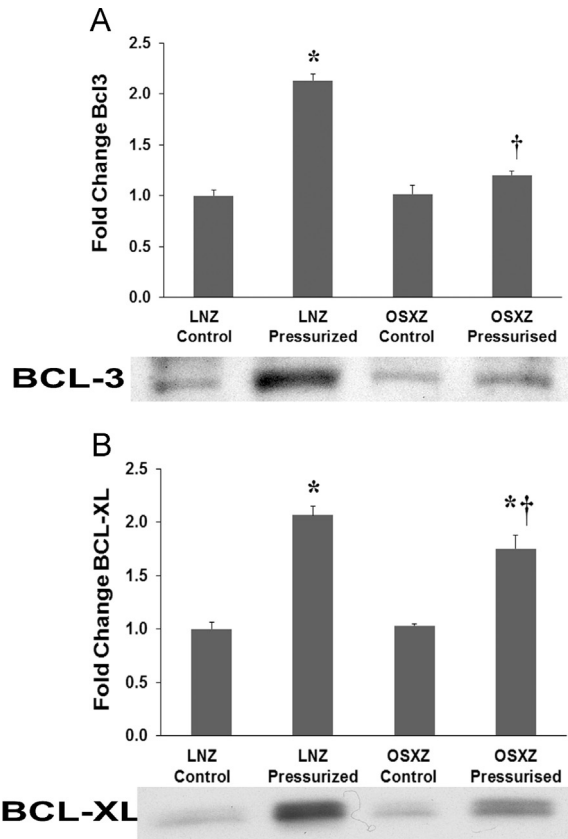 A
Fold Change Bcl3
2.5
2.0
1.5
1.0
0.5
0.0
*
†
LNZ Control
LNZ Pressurized
OSXZ Control
OSXZ Pressurised
BCL-3
B
Fold Change BCL-XL
2.5
2.0
1.5
1.0
0.5
0.0
*
*†
LNZ Control
LNZ Pressurized
OSXZ Control
OSXZ Pressurised
BCL-XL